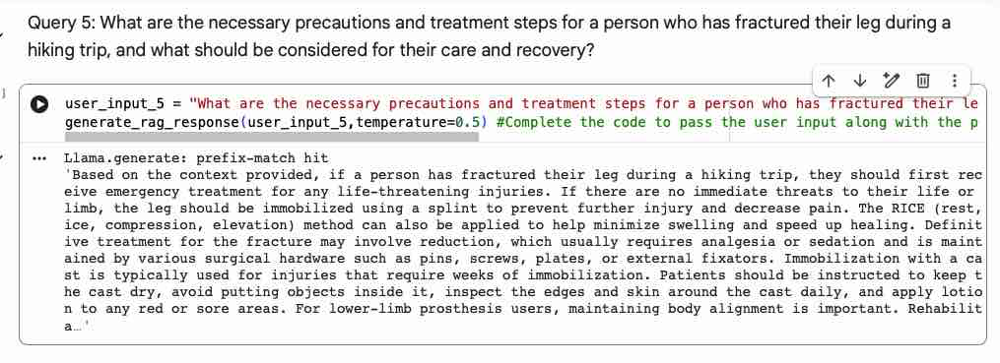 Query 5: What are the necessary precautions and treatment steps for a person who has fractured their leg during a
hiking trip, and what should be considered for their care and recovery?
user_input_5 = "What are the necessary precautions and treatment steps for a person who has fractured their le
generate_rag_response(user_input_5,temperature=0.5) #Complete the code to pass the user input along with the p
Llama.generate: prefix-match hit
'Based on the context provided, if a person has fractured their leg during a hiking trip, they should first rec
eive emergency treatment for any life-threatening injuries. If there are no immediate threats to their life or
limb, the leg should be immobilized using a splint to prevent further injury and decrease pain. The RICE (rest,
ice, compression, elevation) method can also be applied to help minimize swelling and speed up healing. Definit
ive treatment for the fracture may involve reduction, which usually requires analgesia or sedation and is maint
ained by various surgical hardware such as pins, screws, plates, or external fixators. Immobilization with a ca
st is typically used for injuries that require weeks of immobilization. Patients should be instructed to keep t
he cast dry, avoid putting objects inside it, inspect the edges and skin around the cast daily, and apply lotio
n to any red or sore areas. For lower-limb prosthesis users, maintaining body alignment is important. Rehabilit
a…'